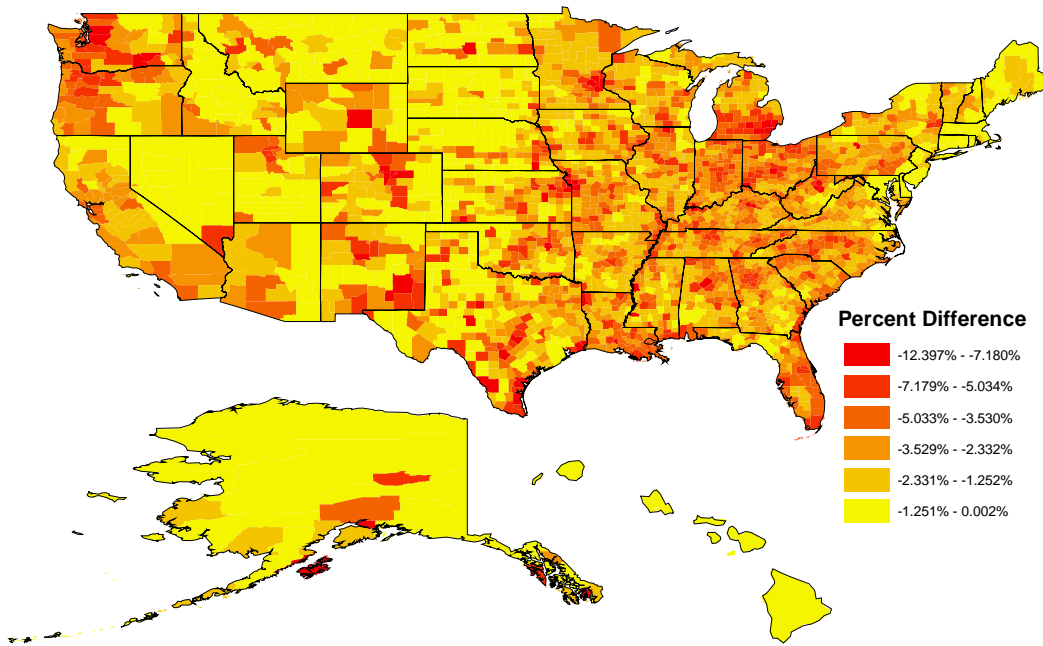 Percent Difference
-12.397% - -7.180%
-7.179% - -5.034%
-5.033% - -3.530%
-3.529% - -2.332%
-2.331% - -1.252%
-1.251% - 0.002%